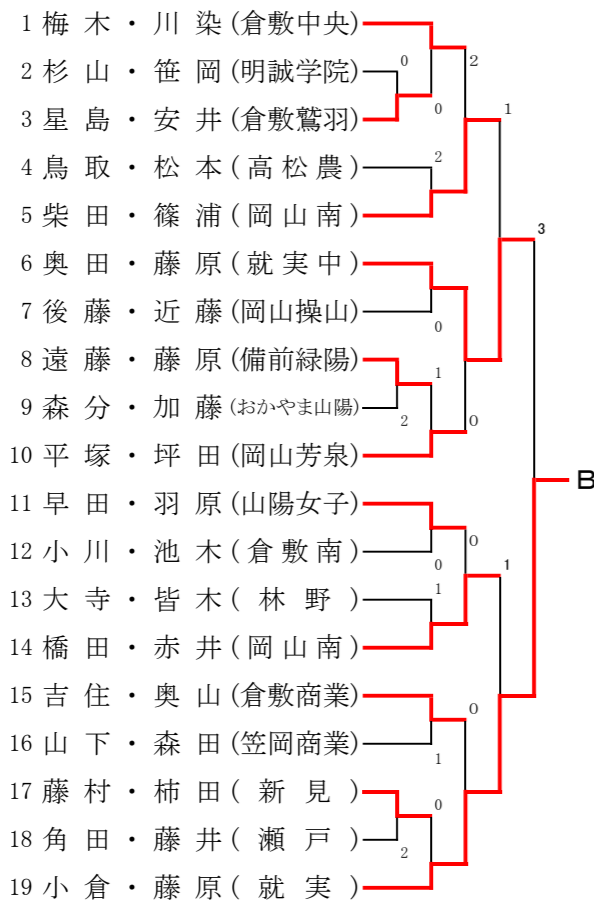 1 梅木・川染(倉敷中央)
2 杉山・笹岡(明誠学院)
3 星島・安井(倉敷鷲羽)
4 鳥取・松本(高松農)
5 柴田・篠浦(岡山南)
6 奥田・藤原(就実中)
7 後藤・近藤(岡山操山)
8 遠藤・藤原(備前緑陽)
9 森分・加藤(おかやま山陽)
10 平塚・坪田(岡山芳泉)
11 早田・羽原(山陽女子)
12 小川・池木(倉敷南)
13 大寺・皆木(林野)
14 橋田・赤井(岡山南)
15 吉住・奥山(倉敷商業)
16 山下・森田(笠岡商業)
17 藤村・柿田(新見)
18 角田・藤井(瀬戸)
19 小倉・藤原(就実)
0
0
2
2
1
0
1
2
0
3
0
0
1
1
0
1
0
2
B